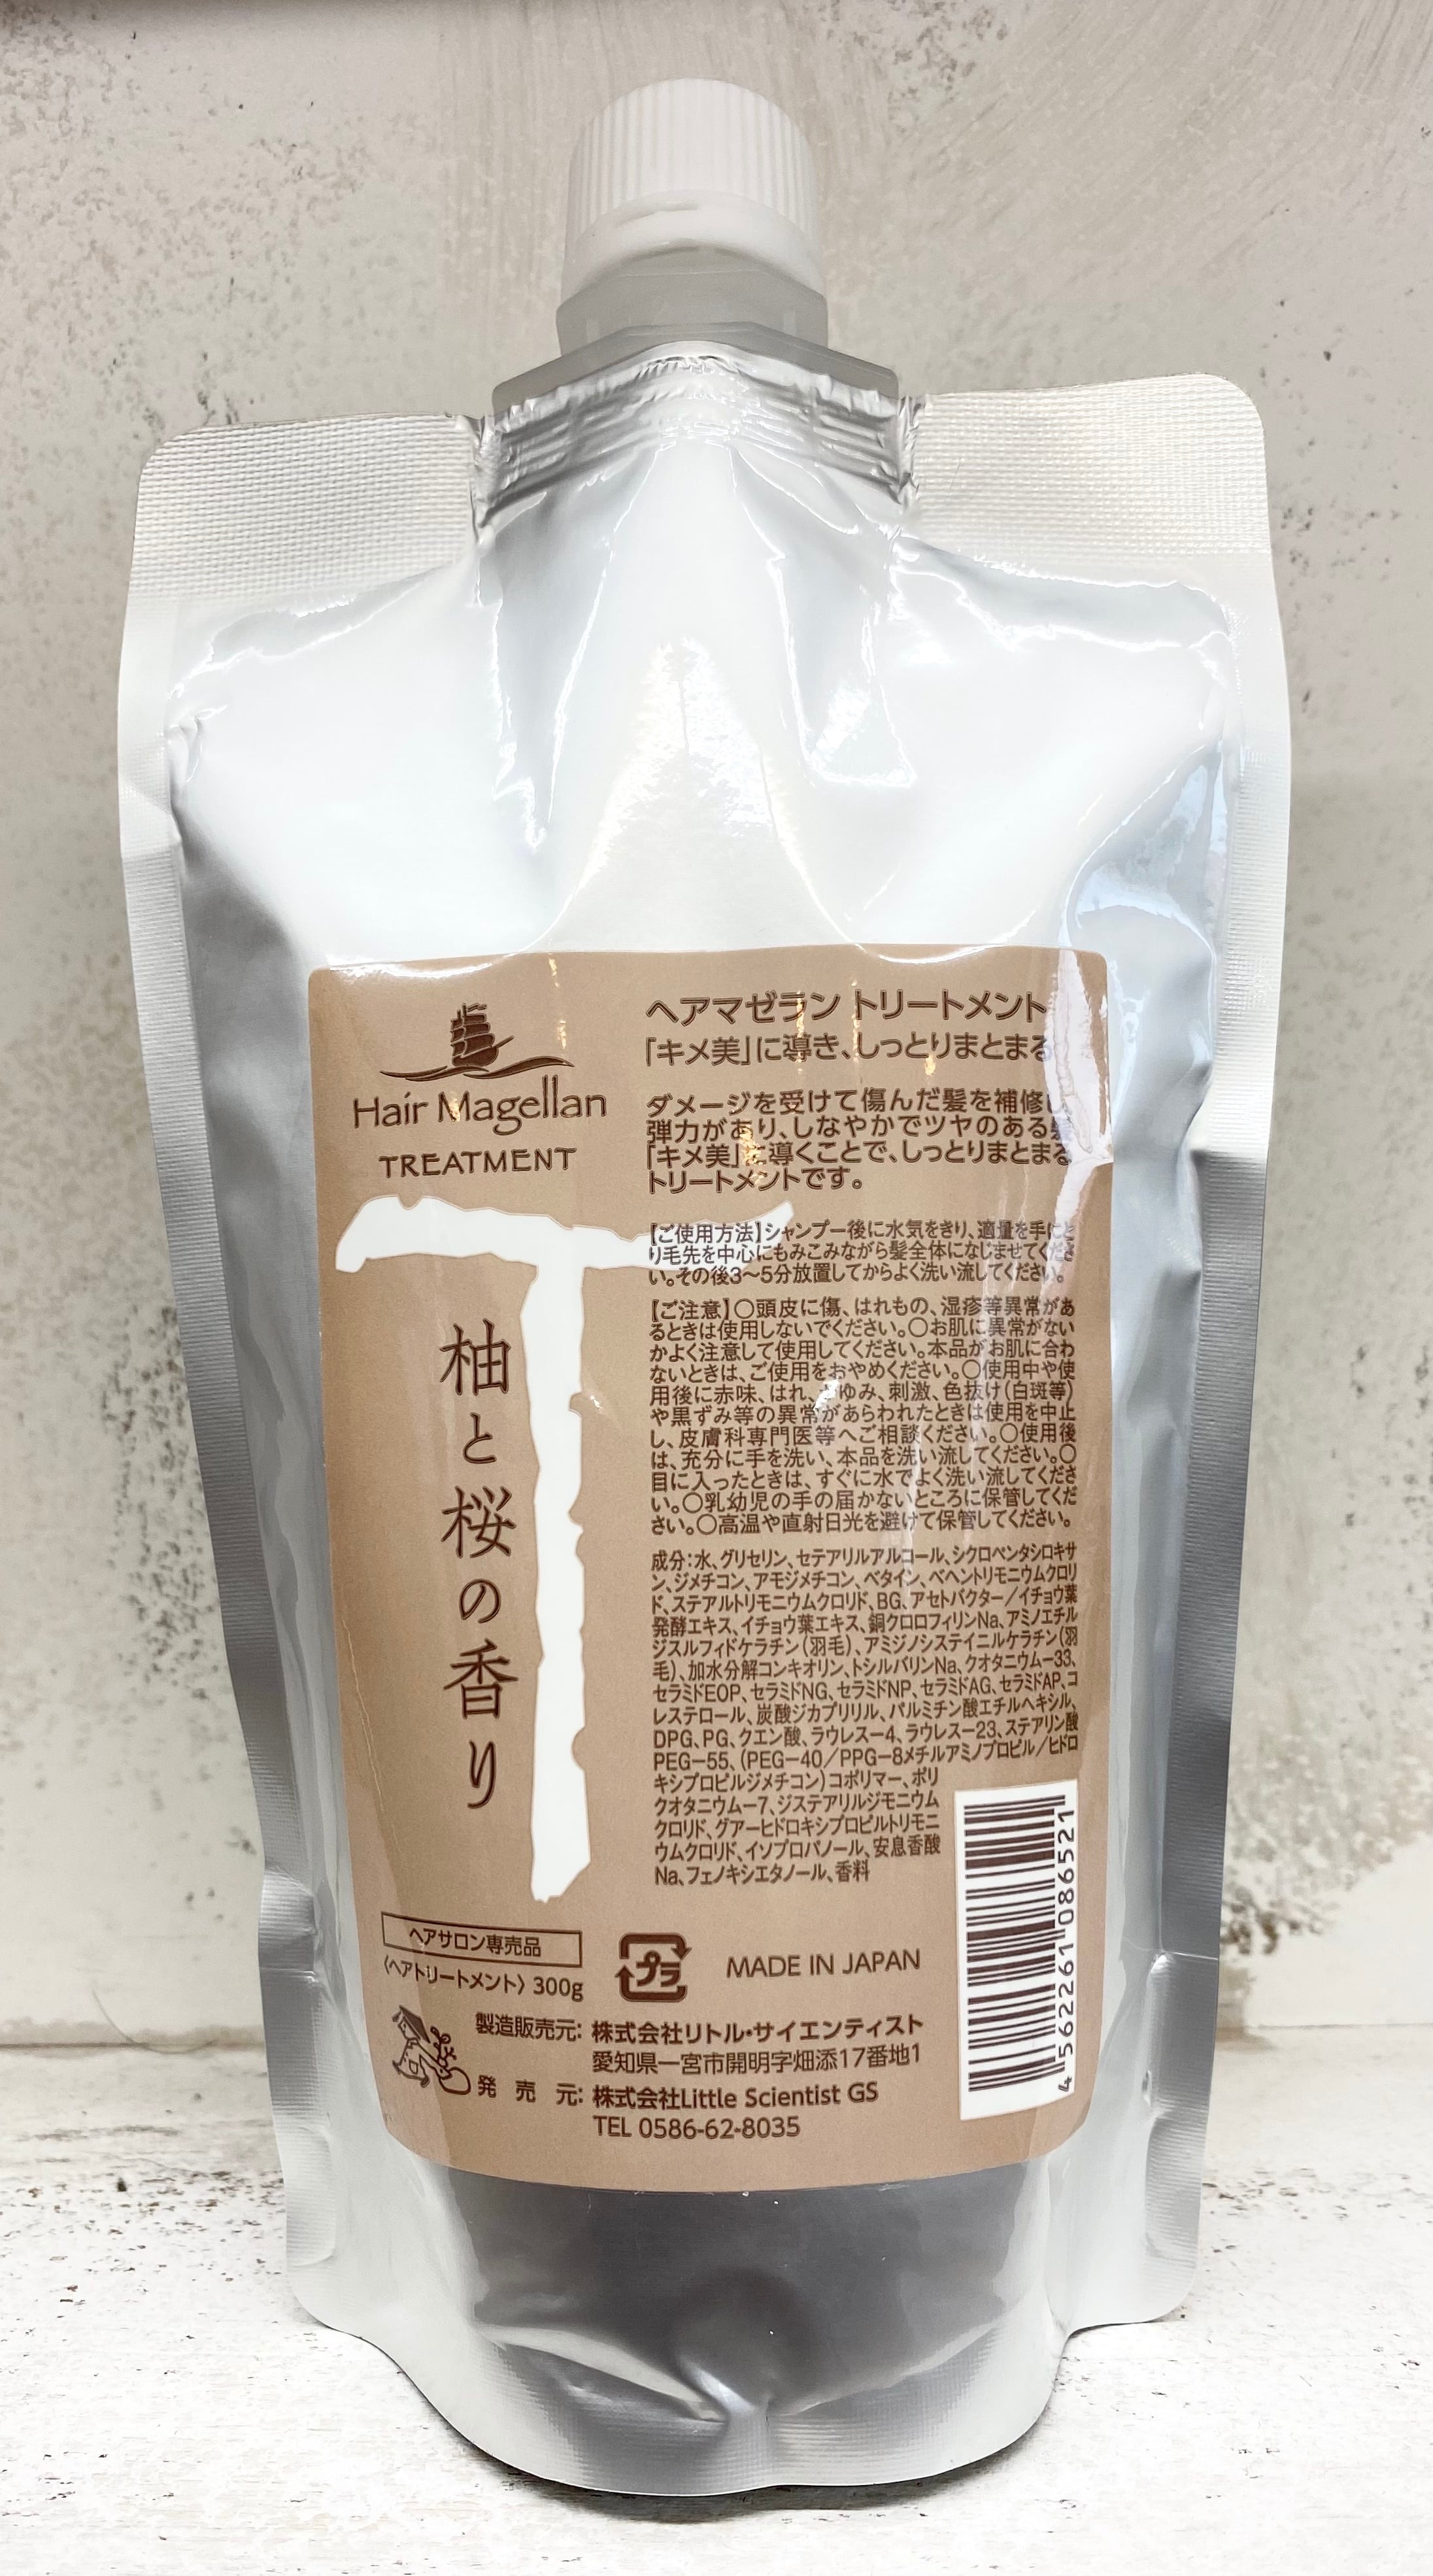 Hair Magellan
TREATMENT
T
柚と桜の香り
ヘアマゼラン トリートメント
「キメ美」に導き、しっとりまとまる
ダメージを受けて傷んだ髪を補修し
弾力があり、しなやかでツヤのある髪
「キメ美」に導くことで、しっとりまとまる
トリートメントです。
【ご使用方法】シャンプー後に水気をきり、適量を手にと
り毛先を中心にもみこみながら髪全体になじませてくださ
い。その後3〜5分放置してからよく洗い流してください。
【ご注意】○頭皮に傷、はれもの、湿疹等異常があ
るときは使用しないでください。○お肌に異常がない
かよく注意して使用してください。本品がお肌に合わ
ないときは、ご使用をおやめください。○使用中や使
用後に赤味、はれ、かゆみ、刺激、色抜け(白斑等)
や黒ずみ等の異常があらわれたときは使用を中止
し、皮膚科専門医等へご相談ください。○使用後
は、充分に手を洗い、本品を洗い流してください。○
目に入ったときは、すぐに水でよく洗い流してくださ
い。○乳幼児の手の届かないところに保管してくだ
さい。○高温や直射日光を避けて保管してください。
成分：水、グリセリン、セテアリルアルコール、シクロペンタシロキサ
ン、ジメチコン、アモジメチコン、ベタイン、ベヘントリモニウムクロリ
ド、ステアルトリモニウムクロリド、BG、アセトバクター／イチョウ葉
発酵エキス、イチョウ葉エキス、銅クロロフィリンNa、アミノエチル
ジスルフィドケラチン(羽毛)、アミジノシステイニルケラチン(羽
毛)、加水分解コンキオリン、トシルバリンNa、クオタニウム−33、
セラミドEOP、セラミドNG、セラミドNP、セラミドAG、セラミドAP、コ
レステロール、炭酸ジカプリリル、パルミチン酸エチルヘキシル、
DPG、PG、クエン酸、ラウレス−4、ラウレス−23、ステアリン酸
PEG−55、(PEG−40／PPG−8メチルアミノプロピル／ヒドロ
キシプロピルジメチコン)コポリマー、ポリ
クオタニウム−7、ジステアリルジモニウム
クロリド、グアーヒドロキシプロピルトリモニ
ウムクロリド、イソプロパノール、安息香酸
Na、フェノキシエタノール、香料
4 562261 086521
ヘアサロン専売品
〈ヘアトリートメント〉 300g
プラ
MADE IN JAPAN
製造販売元：株式会社リトル・サイエンティスト
愛知県一宮市開明字畑添17番地1
発売元：株式会社Little Scientist GS
TEL 0586-62-8035